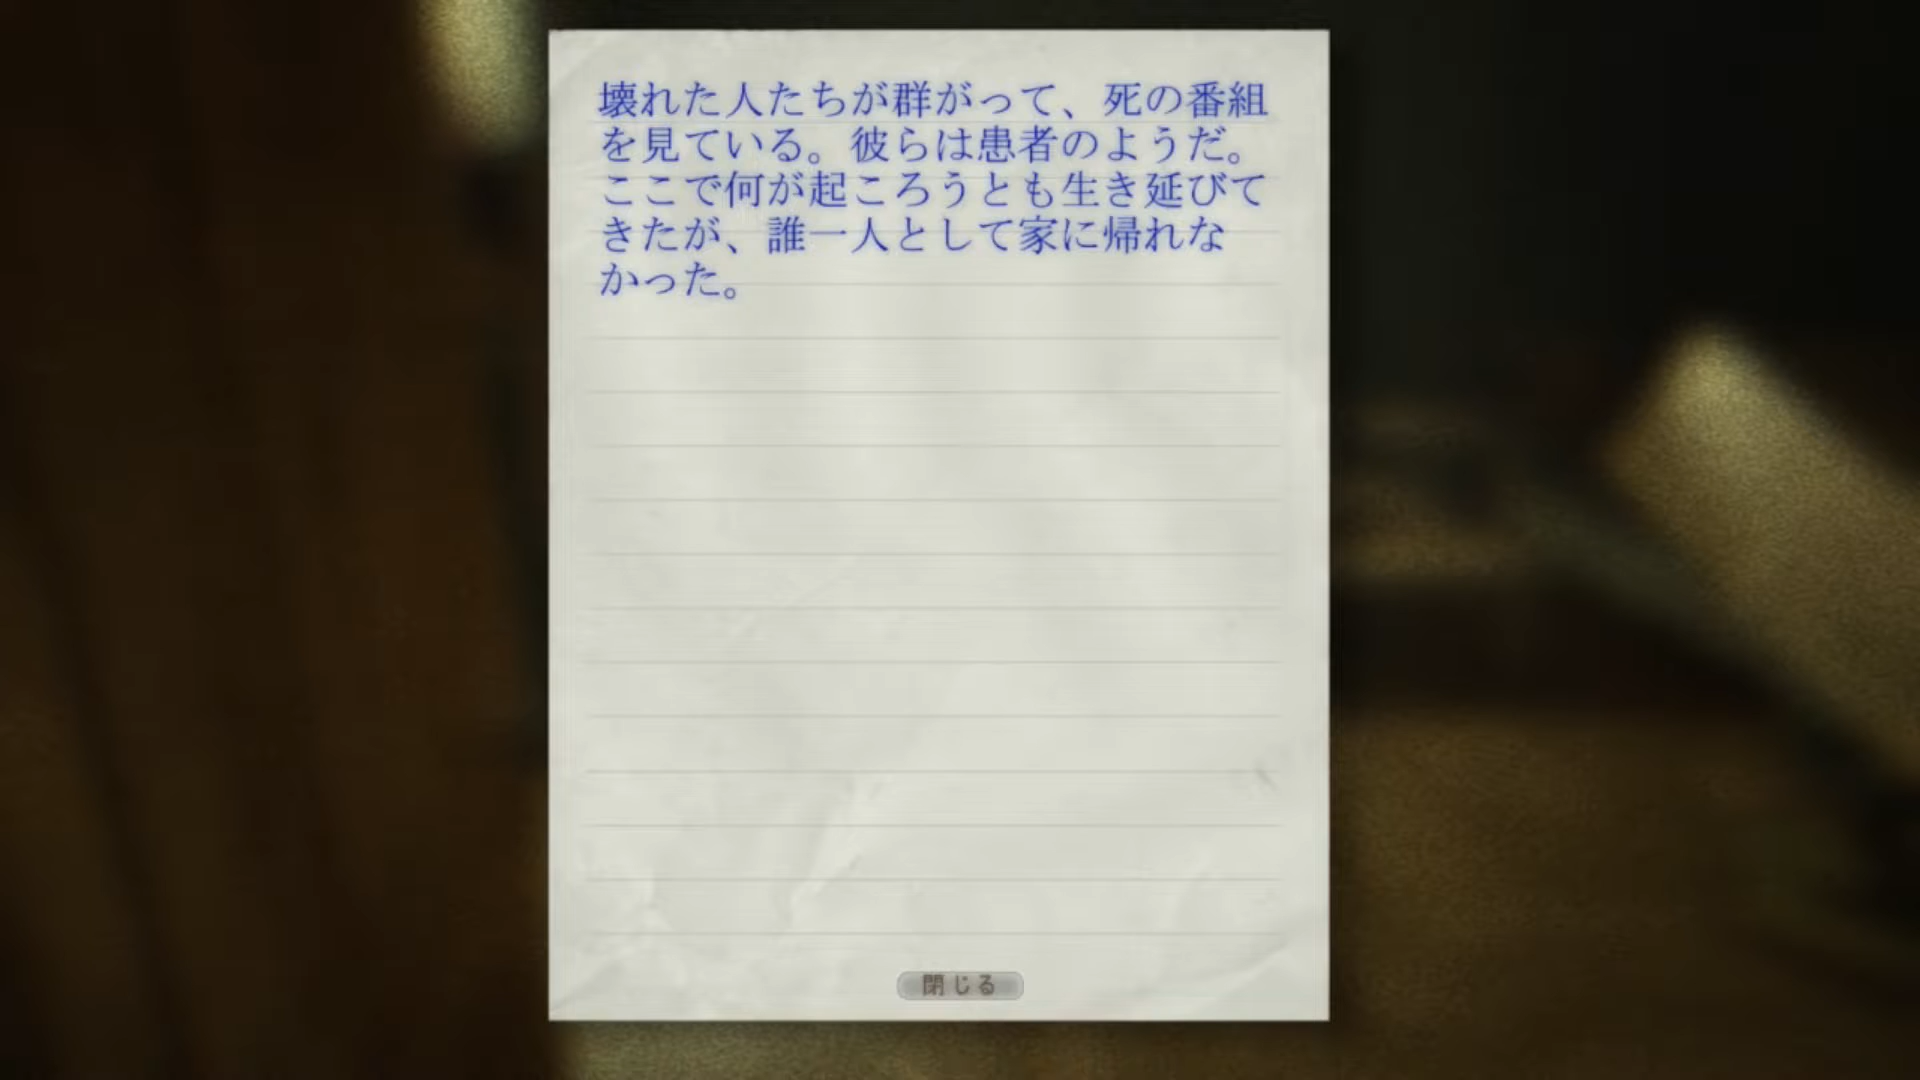 壊れた人たちが群がって、死の番組
を見ている。彼らは患者のようだ。
ここで何が起ころうとも生き延びて
きたが、誰一人として家に帰れな
かった。
閉じる